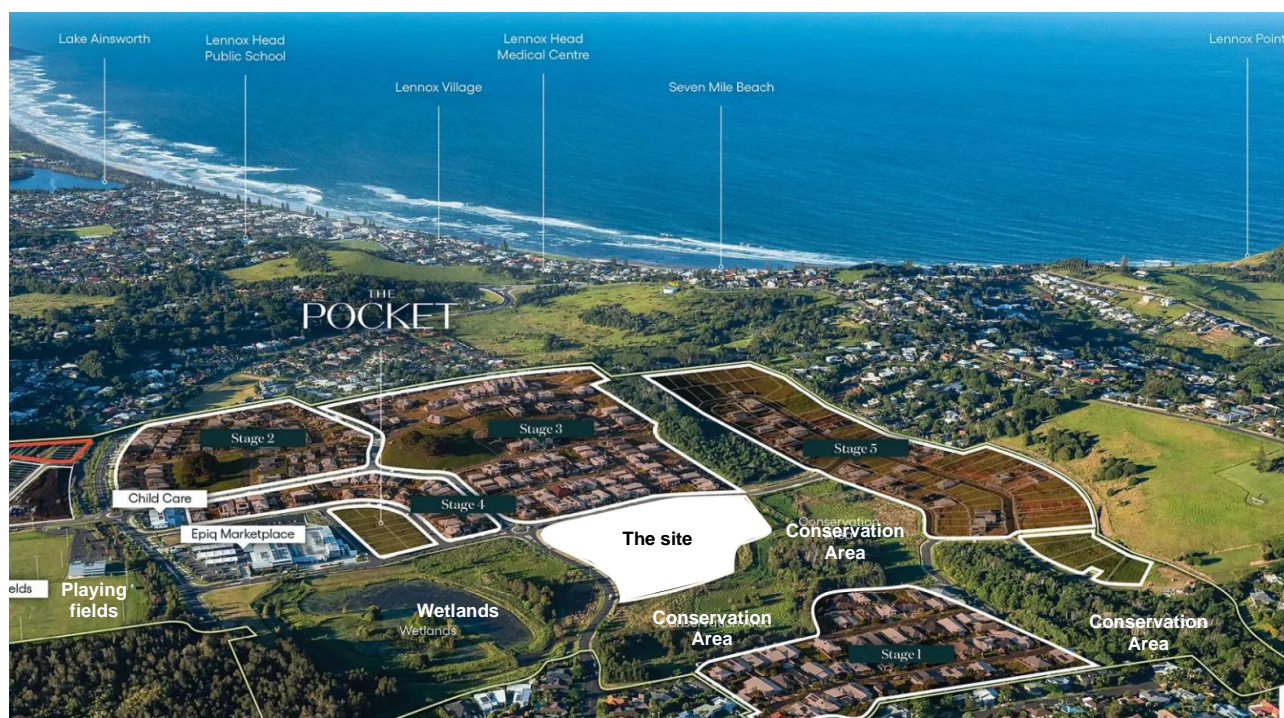 Lake Ainsworth
Lennox Head
Public School
Lennox Village
Lennox Head
Medical Centre
Seven Mile Beach
Lennox Point
THE
POCKET
Stage 2
Stage 3
Stage 5
Child Care
Stage 4
Epiq Marketplace
The site
Conservation
Conservation
Area
elds
Playing
fields
Wetlands
Wetlands
Conservation
Area
Stage 1
Conservation
Area